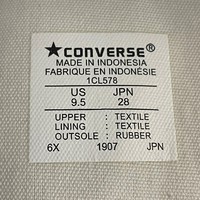 ★CONVERSE®
MADE IN INDONESIA
FABRIQUE EN INDONÉSIE
1CL578
US JPN
9.5 28
UPPER : TEXTILE
LINING : TEXTILE
OUTSOLE : RUBBER
6X 1907 JPN